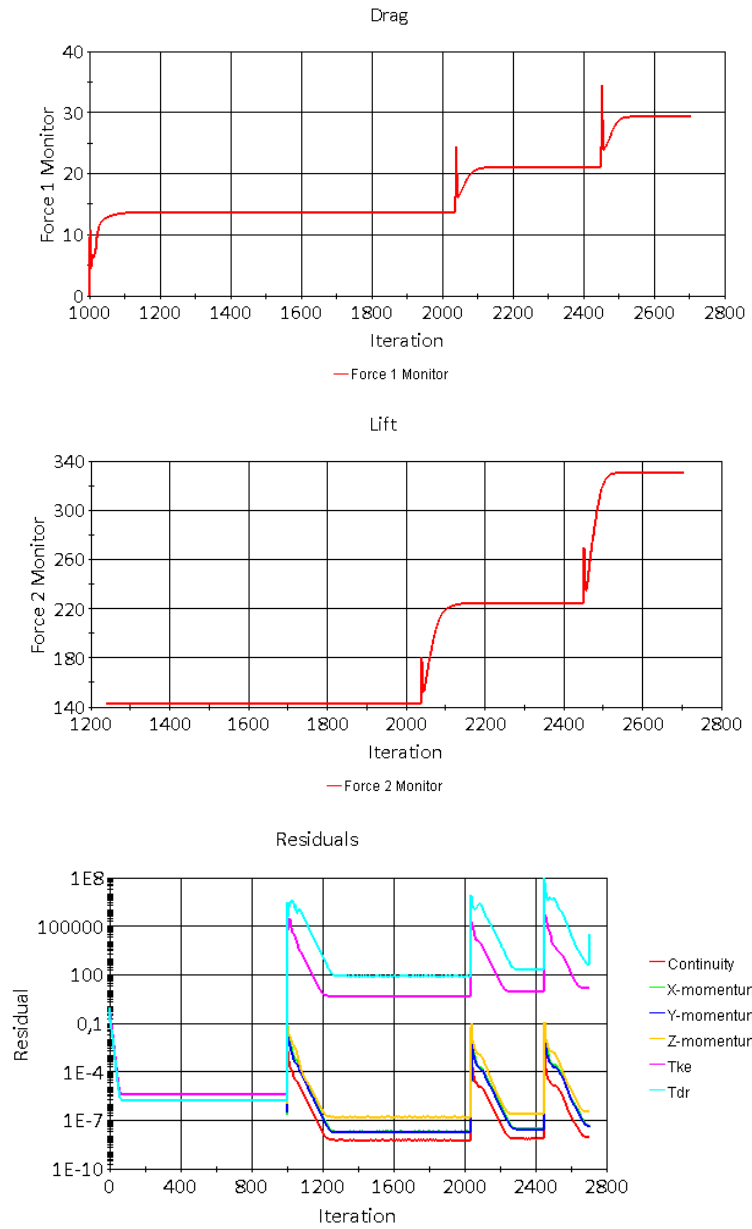 Drag
Force 1 Monitor
40
30
20
10
0
1000 1200 1400 1600 1800 2000 2200 2400 2600 2800
Iteration
Force 1 Monitor
Lift
Force 2 Monitor
340
300
260
220
180
140
1200 1400 1600 1800 2000 2200 2400 2600 2800
Iteration
Force 2 Monitor
Residuals
Residual
1E8
100000
100
0,1
1E-4
1E-7
1E-10
0 400 800 1200 1600 2000 2400 2800
Iteration
Continuity
X-momentur
Y-momentur
Z-momentur
Tke
Tdr